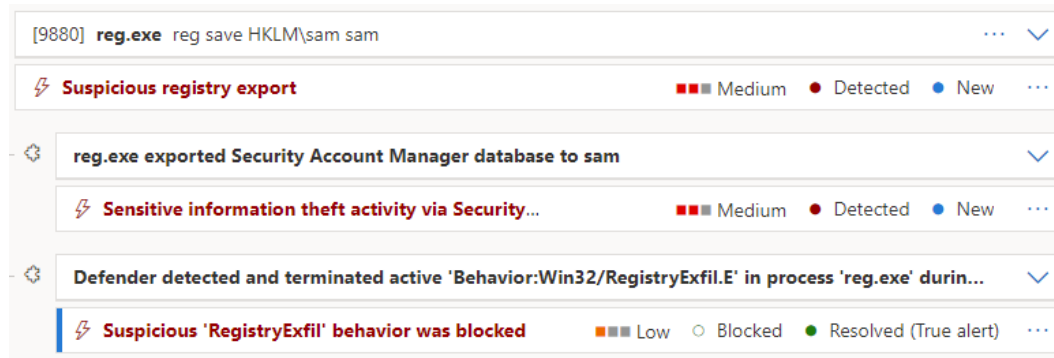 [9880] reg.exe reg save HKLM\sam sam ...
Suspicious registry export Medium Detected New ...
reg.exe exported Security Account Manager database to sam
Sensitive information theft activity via Security... Medium Detected New ...
Defender detected and terminated active 'Behavior:Win32/RegistryExfil.E' in process 'reg.exe' durin...
Suspicious 'RegistryExfil' behavior was blocked Low Blocked Resolved (True alert) ...